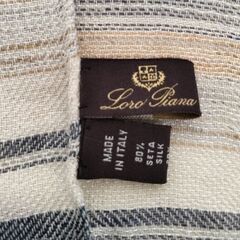 Loro Piana
MADE
IN ITALY
80% SETA
SILK